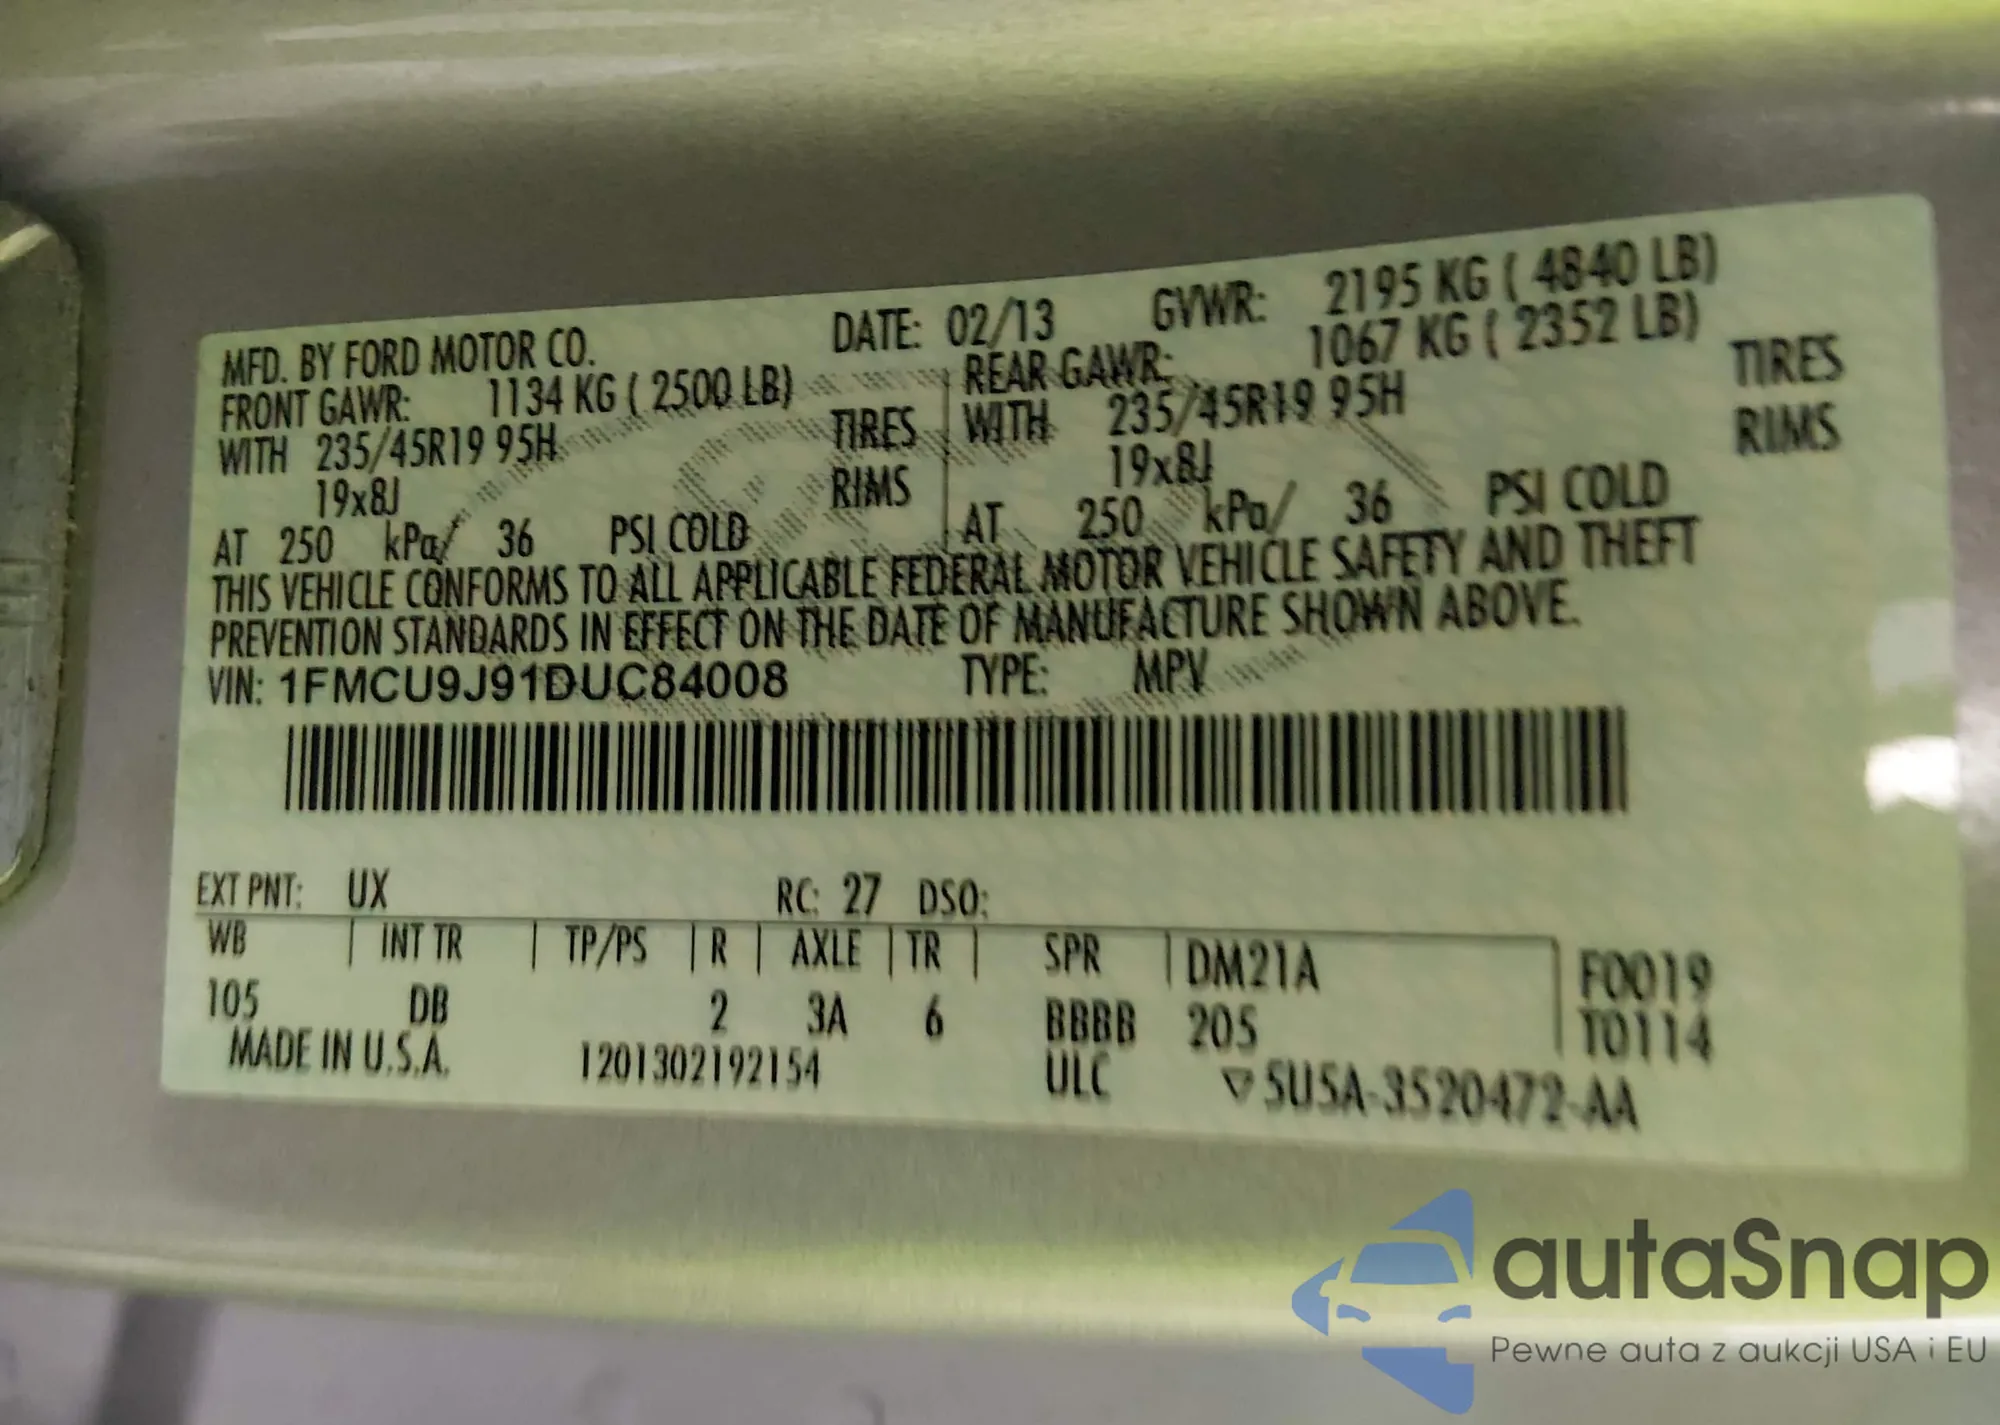 MFD. BY FORD MOTOR CO. DATE: 02/13 GVWR: 2195 KG ( 4840 LB)
FRONT GAWR: 1134 KG ( 2500 LB) REAR GAWR: 1067 KG ( 2352 LB)
WITH 235/45R19 95H TIRES WITH 235/45R19 95H TIRES
19x8J RIMS 19x8J RIMS
AT 250 kPa/ 36 PSI COLD AT 250 kPa/ 36 PSI COLD
THIS VEHICLE CONFORMS TO ALL APPLICABLE FEDERAL MOTOR VEHICLE SAFETY AND THEFT
PREVENTION STANDARDS IN EFFECT ON THE DATE OF MANUFACTURE SHOWN ABOVE.
VIN: 1FMCU9J91DUC84008 TYPE: MPV
EXT PNT: UX RC: 27 DSO:
WB | INT TR | TP/PS | R | AXLE | TR | SPR | DM21A F0019
105 DB 2 3A 6 BBBB 205 T0114
MADE IN U.S.A. 1201302192154 ULC ▽5U5A-3520472-AA
autaSnap
Pewne auta z aukcji USA i EU